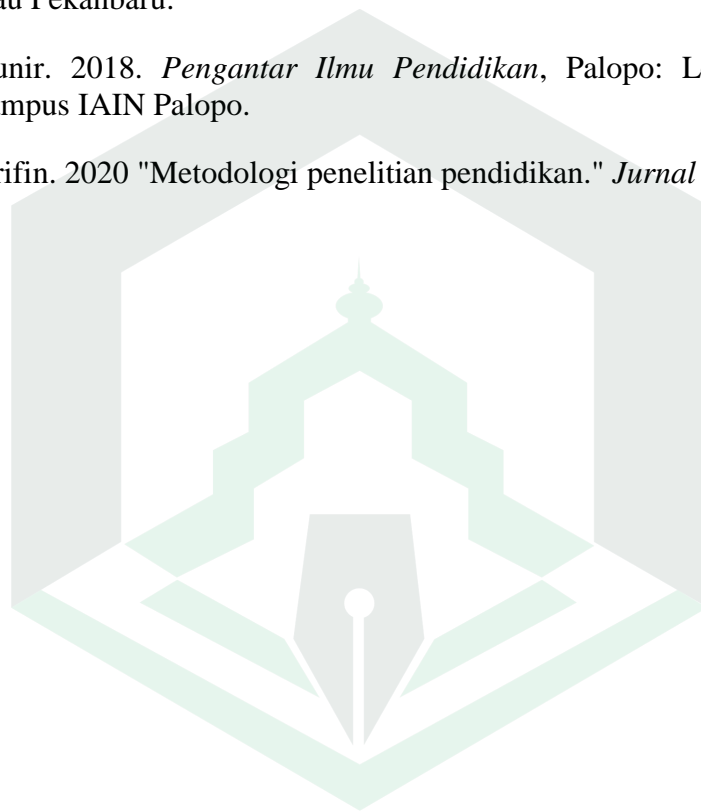 au Pekanbaru.
unir. 2018. Pengantar Ilmu Pendidikan, Palopo: L
mpus IAIN Palopo.
rifin. 2020 "Metodologi penelitian pendidikan." Jurnal